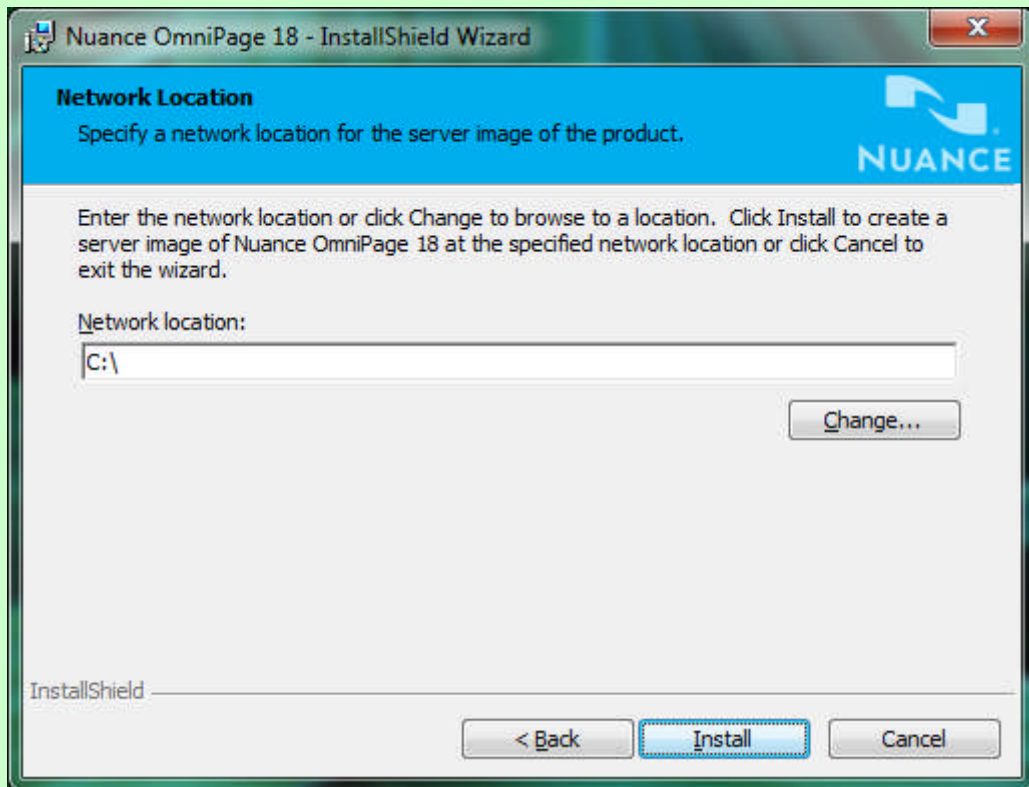 Nuance OmniPage 18 - InstallShield Wizard
Network Location
Specify a network location for the server image of the product.
NUANCE
Enter the network location or click Change to browse to a location. Click Install to create a
server image of Nuance OmniPage 18 at the specified network location or click Cancel to
exit the wizard.
Network location:
C:\
Change...
InstallShield
< Back Install Cancel